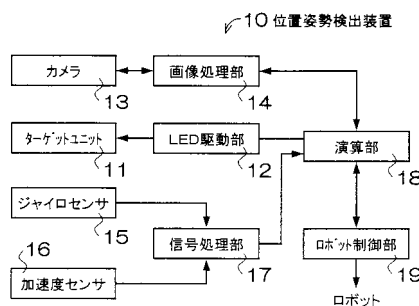 10 位置姿勢検出装置
カメラ
13
画像処理部
14
ターゲットユニット
11
LED駆動部
12
演算部
18
ジャイロセンサ
15
16
加速度センサ
信号処理部
17
ロボット制御部
19
ロボット